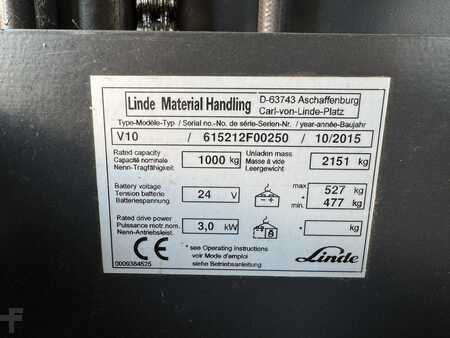 Linde Material Handling
D-63743 Aschaffenburg
Carl-von-Linde-Platz
Type-Modèle-Typ / Serial no.-No. de série-Serien-Nr. / year-année-Baujahr
V10 / 615212F00250 / 10/2015
Rated capacity
Capacité nominale
Nenn-Tragfähigkeit
1000 kg
Unladen mass
Masse à vide
Leergewicht
2151 kg
Battery voltage
Tension batterie
Batteriespannung
24 V
max 527 kg
*
min. 477 kg
Rated drive power
Puissance motr.nom.
Nenn-Antriebsleist.
3,0 kW
* kg
CE
* see Operating instructions
voir Mode d'emploi
siehe Betriebsanleitung
Linde
0009384525